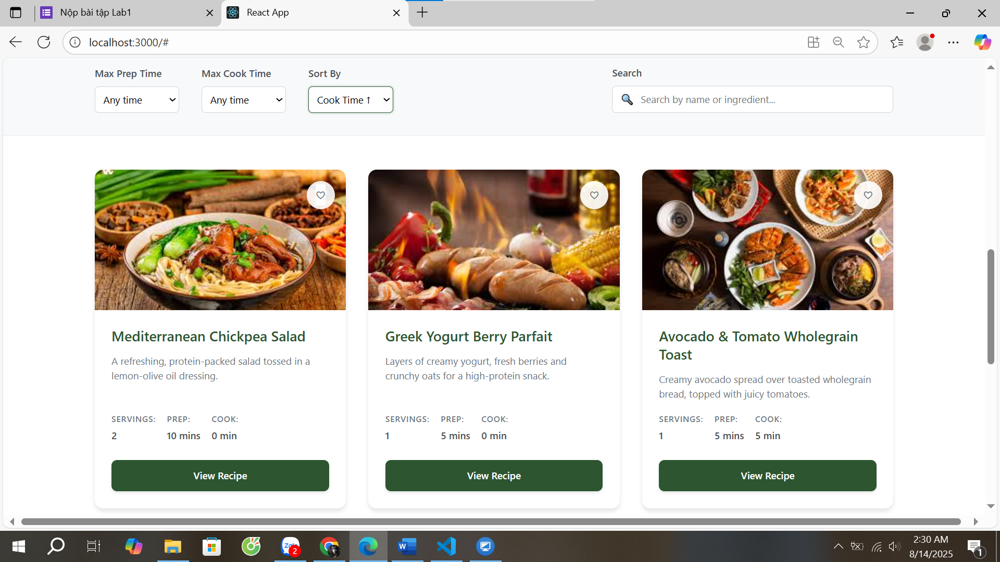 Nộp bài tập Lab1
React App
localhost:3000/#
Max Prep Time
Max Cook Time
Sort By
Search
Any time
Any time
Cook Time ↑
Search by name or ingredient...
Mediterranean Chickpea Salad
A refreshing, protein-packed salad tossed in a
lemon-olive oil dressing.
SERVINGS: PREP: COOK:
2 10 mins 0 min
View Recipe
Greek Yogurt Berry Parfait
Layers of creamy yogurt, fresh berries and
crunchy oats for a high-protein snack.
SERVINGS: PREP: COOK:
1 5 mins 0 min
View Recipe
Avocado & Tomato Wholegrain
Toast
Creamy avocado spread over toasted wholegrain
bread, topped with juicy tomatoes.
SERVINGS: PREP: COOK:
1 5 mins 5 min
View Recipe
Zalo
2
W
2:30 AM
8/14/2025
1